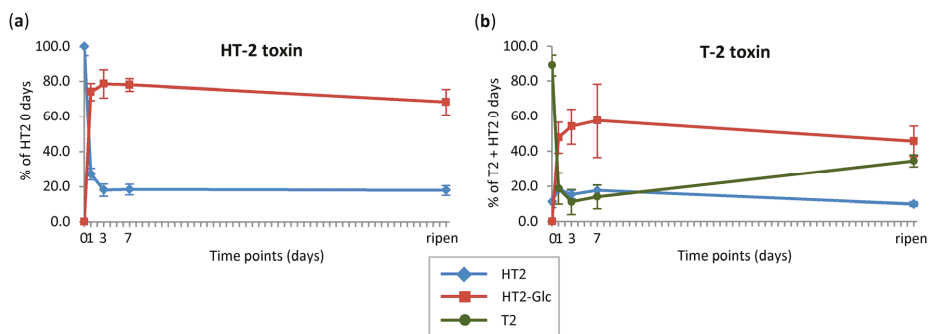 (a)
HT-2 toxin
% of HT2 0 days
100.0
80.0
60.0
40.0
20.0
0.0
0 1 3 7 ripen
Time points (days)
(b)
T-2 toxin
% of T2 + HT2 0 days
100.0
80.0
60.0
40.0
20.0
0.0
0 1 3 7 ripen
Time points (days)
HT2
HT2-Glc
T2